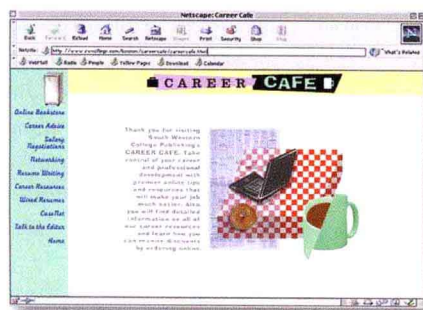 Netscape: Career Cafe
Back Forward Reload Home Search Netscape Images Print Security Shop Stop
What's Related
WebMail Radio People Yellow Pages Download Calendar
CAREER CAFE
Online Bookstore
Career Advice
Salary
Negotiations
Networking
Resume Writing
Career Resources
Wired Resumes
CaseNet
Talk to the Editor
Home
Thank you for visiting
South-Western
College Publishing's
CAREER CAFE. Take
control of your career
and professional
development with
premier online tips
and resources that
will make your job
much easier. Also
you will find detailed
information on all of
our career resources
and learn how you
can receive discounts
by ordering online.